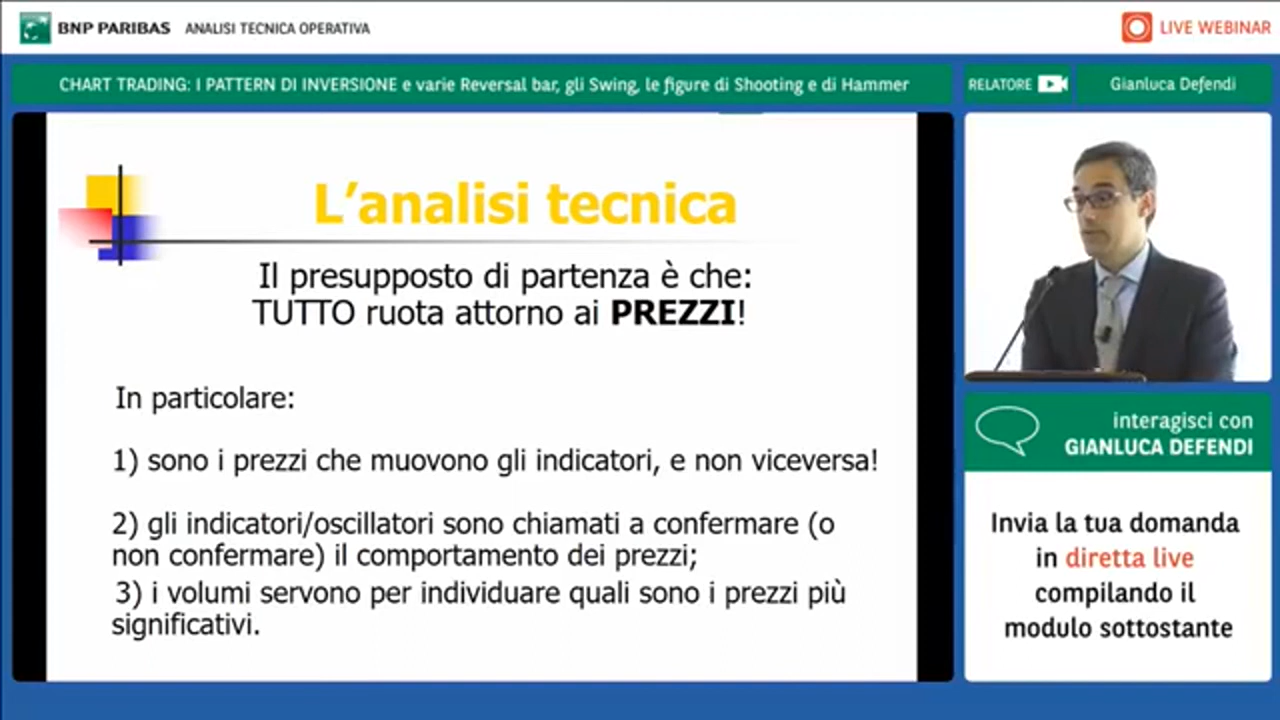 BNP PARIBAS ANALISI TECNICA OPERATIVA
LIVE WEBINAR
CHART TRADING: I PATTERN DI INVERSIONE e varie Reversal bar, gli Swing, le figure di Shooting e di Hammer
RELATORE
Gianluca Defendi
L’analisi tecnica
Il presupposto di partenza è che:
TUTTO ruota attorno ai PREZZI!
In particolare:
1) sono i prezzi che muovono gli indicatori, e non viceversa!
2) gli indicatori/oscillatori sono chiamati a confermare (o
non confermare) il comportamento dei prezzi;
3) i volumi servono per individuare quali sono i prezzi più
significativi.
interagisci con
GIANLUCA DEFENDI
Invia la tua domanda
in diretta live
compilando il
modulo sottostante